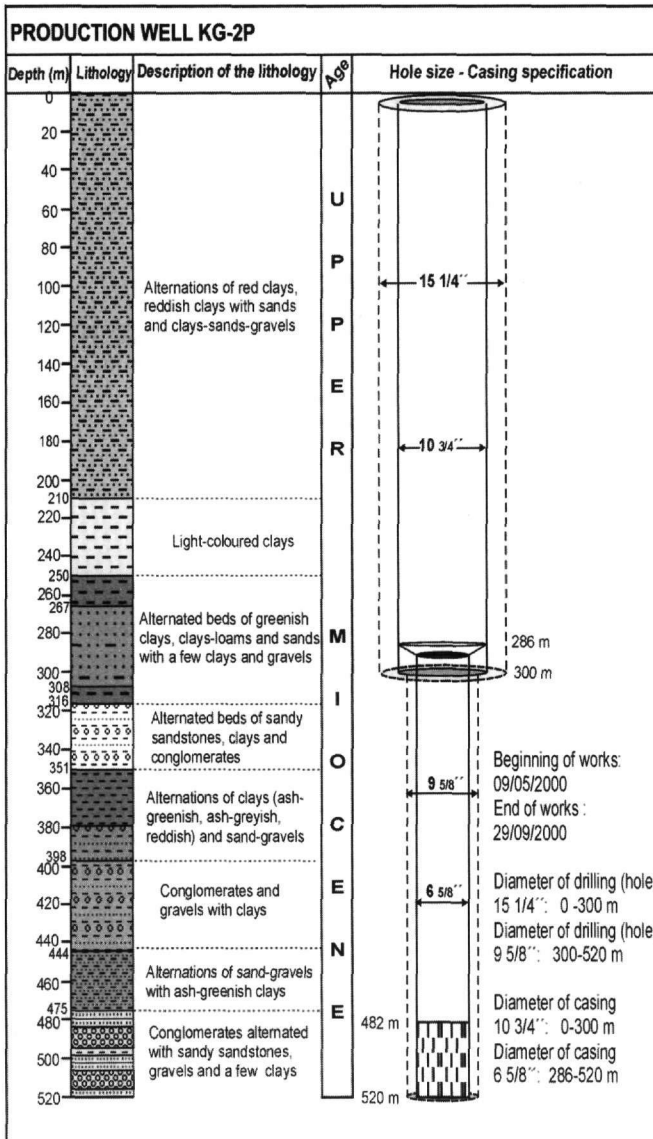 PRODUCTION WELL KG-2P
Depth (m) Lithology Description of the lithology Age Hole size - Casing specification
0
20
40
60
80
100
120
140
160
180
200
210
220
240
250
260
267
280
300
308
316
320
340
351
360
380
398
400
420
440
444
460
475
480
500
520
Alternations of red clays,
reddish clays with sands
and clays-sands-gravels
Light-coloured clays
Alternated beds of greenish
clays, clays-loams and sands
with a few clays and gravels
Alternated beds of sandy
sandstones, clays and
conglomerates
Alternations of clays (ash-
greenish, ash-greyish,
reddish) and sand-gravels
Conglomerates and
gravels with clays
Alternations of sand-gravels
with ash-greenish clays
Conglomerates alternated
with sandy sandstones,
gravels and a few clays
U
P
P
E
R
M
I
O
C
E
N
E
15 1/4´´
10 3/4´´
286 m
300 m
9 5/8´´
6 5/8´´
482 m
520 m
Beginning of works:
09/05/2000
End of works :
29/09/2000
Diameter of drilling (hole
15 1/4´´: 0 -300 m
Diameter of drilling (hole
9 5/8´´: 300-520 m
Diameter of casing
10 3/4´´: 0-300 m
Diameter of casing
6 5/8´´: 286-520 m